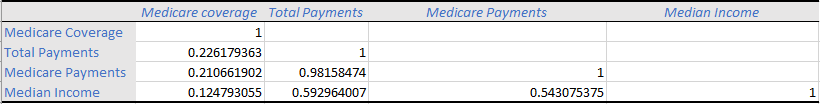 Medicare coverage Total Payments Medicare Payments Median Income
Medicare Coverage 1
Total Payments 0.226179363 1
Medicare Payments 0.210661902 0.98158474 1
Median Income 0.124793055 0.592964007 0.543075375 1